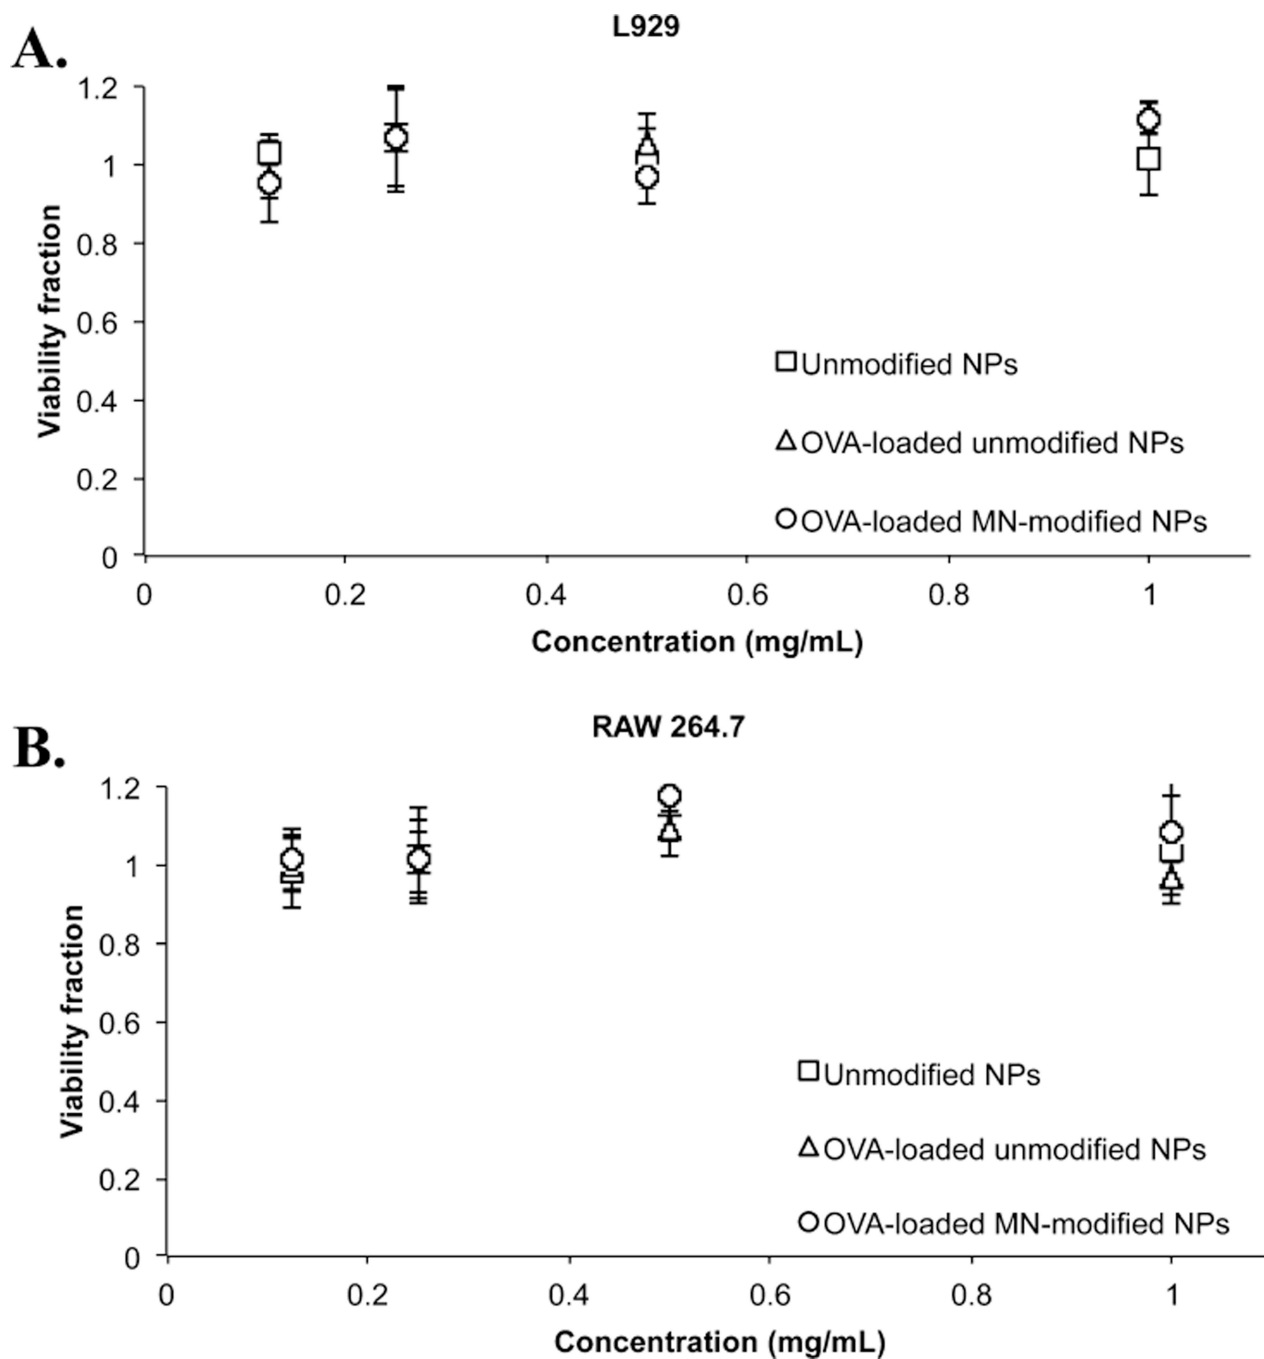 A.
L929
1.2
1
0.8
0.6
0.4
0.2
0
Viability fraction
Unmodified NPs
OVA-loaded unmodified NPs
OVA-loaded MN-modified NPs
0 0.2 0.4 0.6 0.8 1
Concentration (mg/mL)
B.
RAW 264.7
1.2
1
0.8
0.6
0.4
0.2
0
Viability fraction
Unmodified NPs
OVA-loaded unmodified NPs
OVA-loaded MN-modified NPs
0 0.2 0.4 0.6 0.8 1
Concentration (mg/mL)